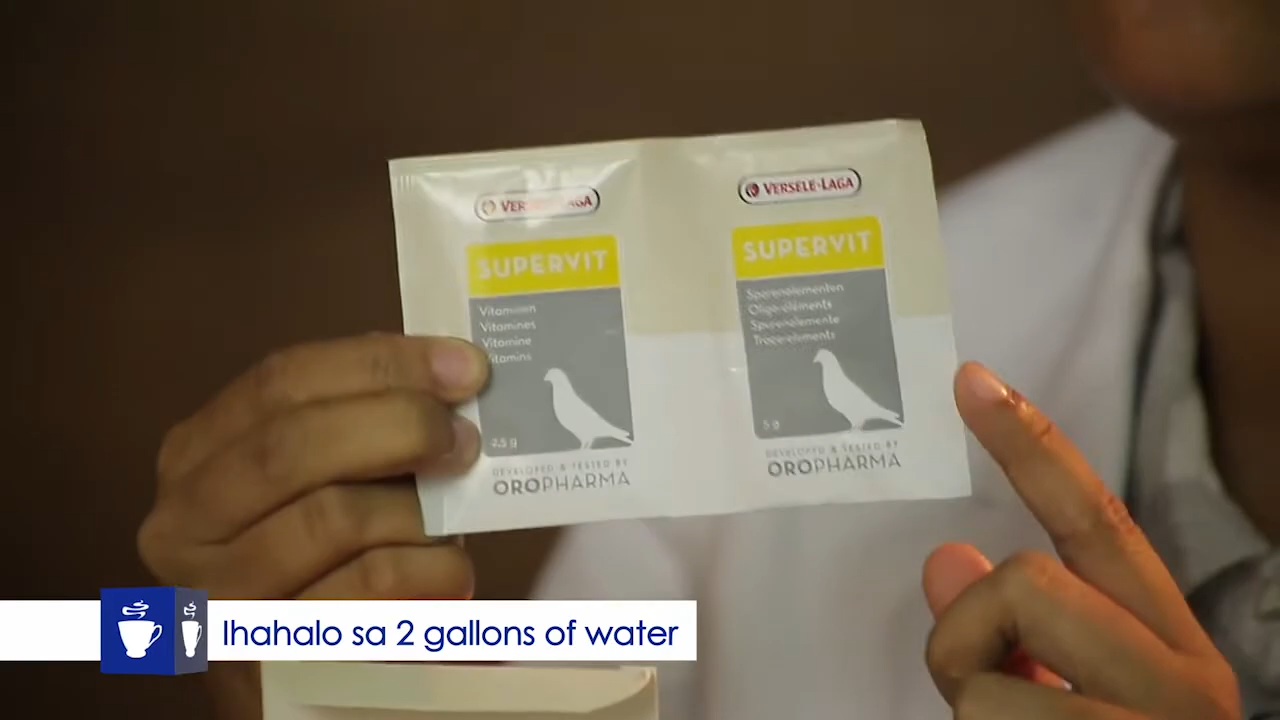 VERSELE-LAGA
SUPERVIT
Vitaminen
Vitamines
Vitamine
Vitamins
2,5 g
DEVELOPED & TESTED BY
OROPHARMA
VERSELE-LAGA
SUPERVIT
Sporenelementen
Oligo-éléments
Spurenelemente
Trace elements
5 g
DEVELOPED & TESTED BY
OROPHARMA
Ihahalo sa 2 gallons of water